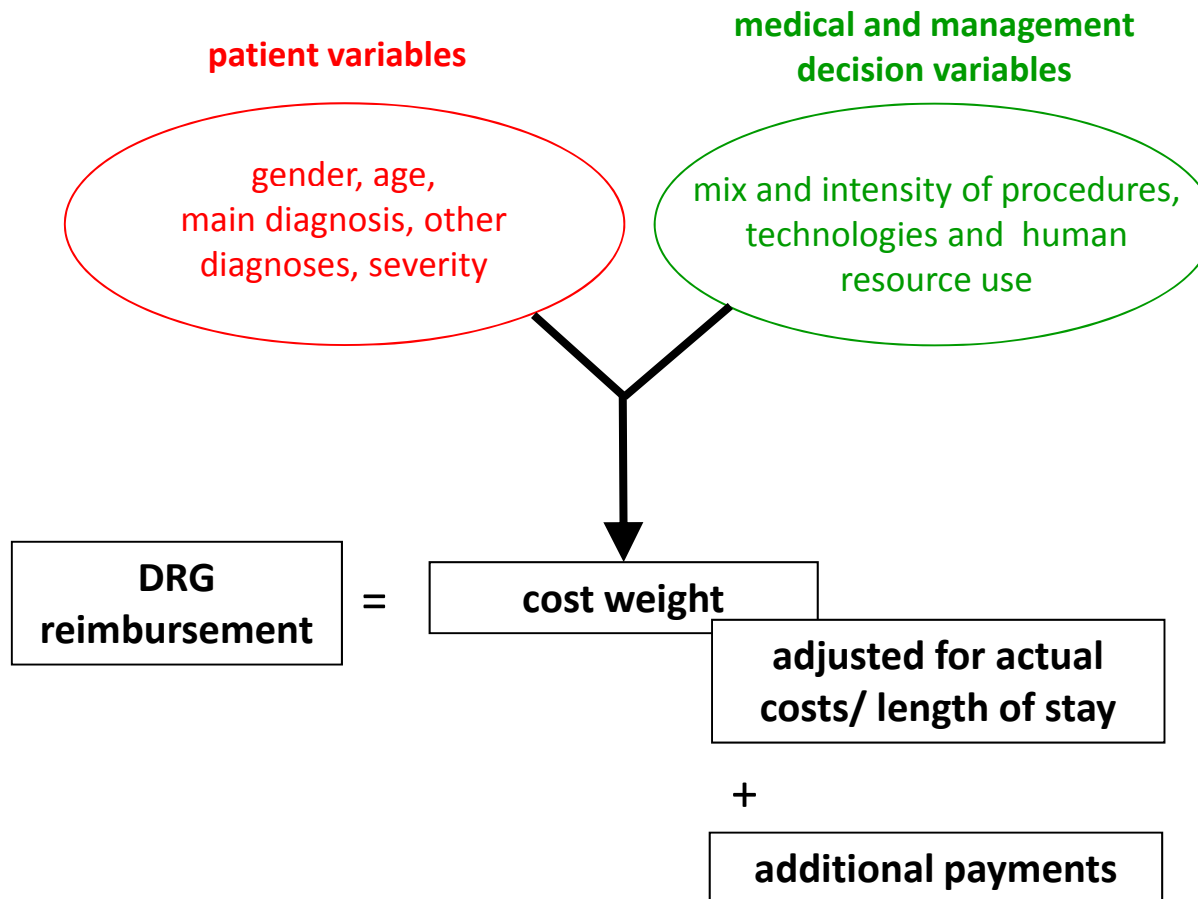 patient variables
medical and management
decision variables
gender, age,
main diagnosis, other
diagnoses, severity
mix and intensity of procedures,
technologies and human
resource use
DRG
reimbursement
=
cost weight
adjusted for actual
costs/ length of stay
+
additional payments